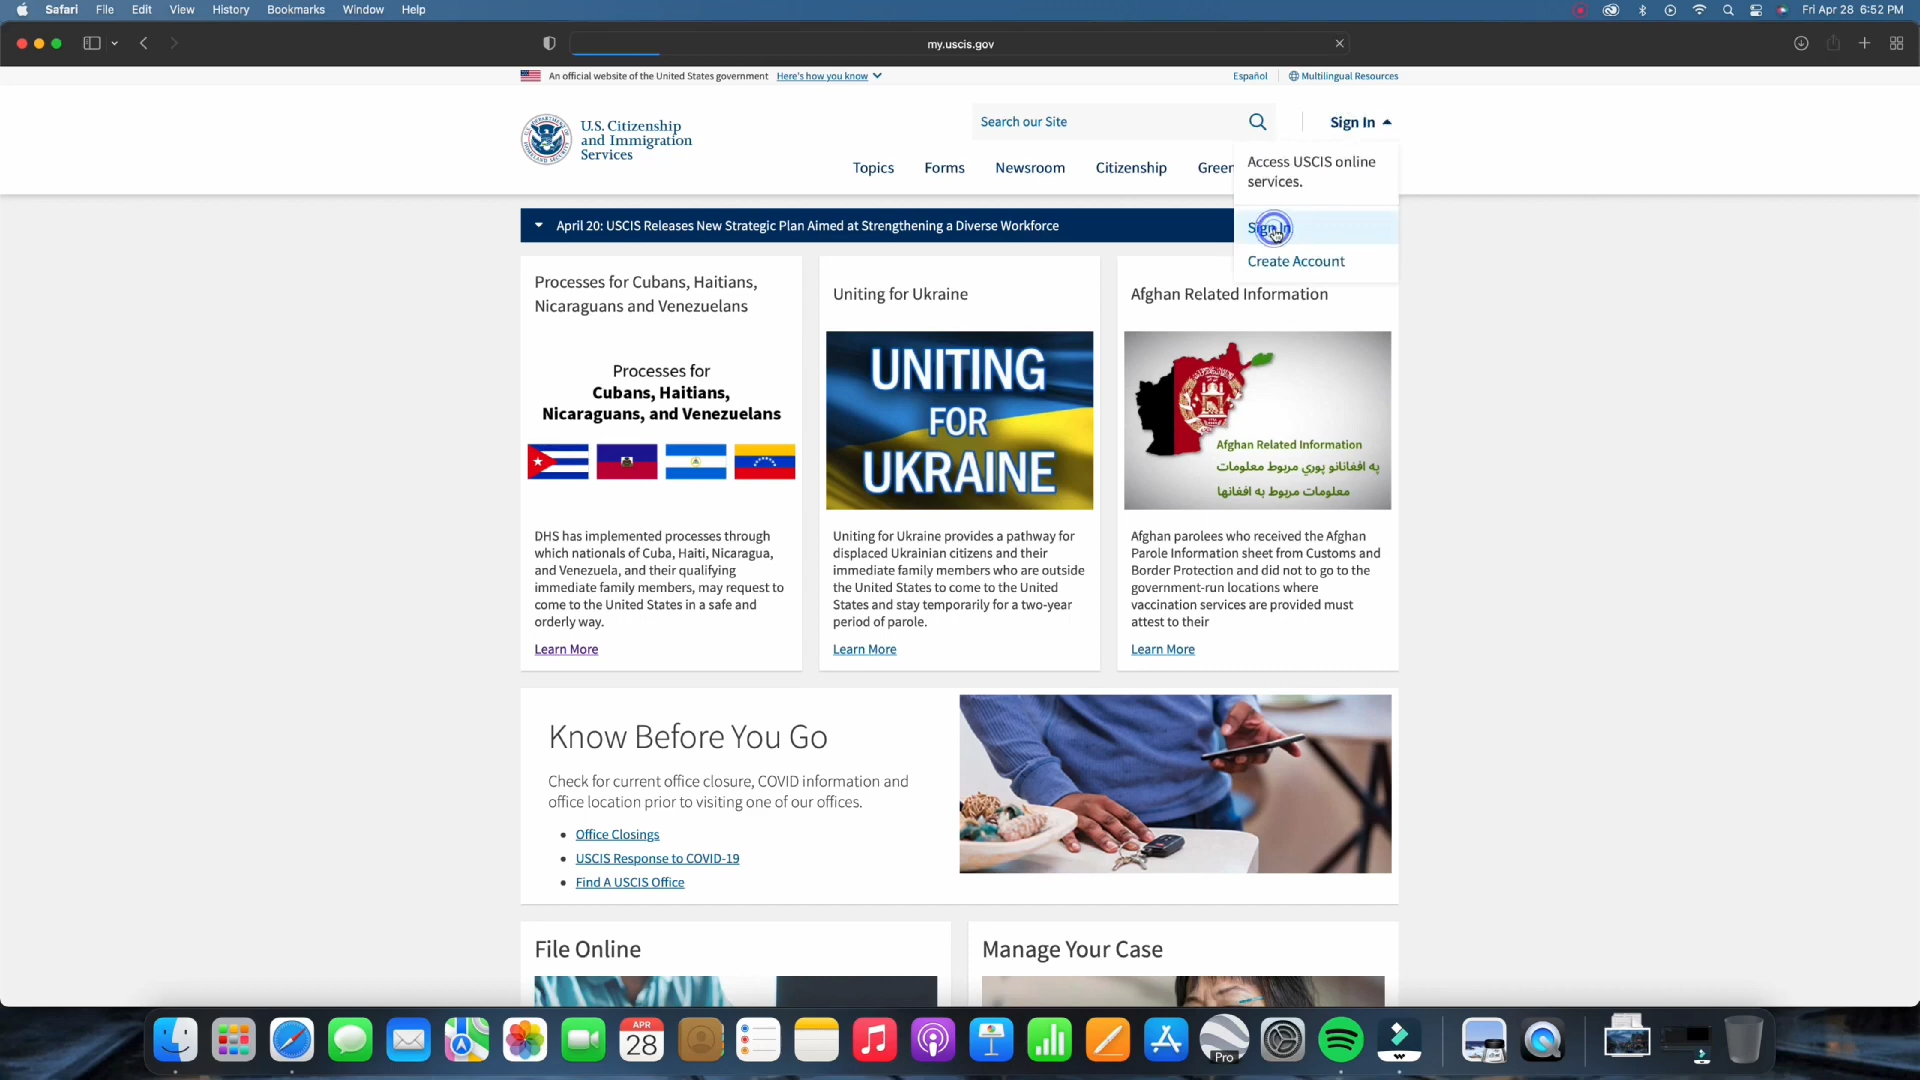 Safari File Edit View History Bookmarks Window Help
Fri Apr 28 6:52 PM
my.uscis.gov
An official website of the United States government Here's how you know
Español Multilingual Resources
U.S. Citizenship
and Immigration
Services
Search our Site
Sign In
Topics Forms Newsroom Citizenship Green
Access USCIS online
services.
Sign In
Create Account
April 20: USCIS Releases New Strategic Plan Aimed at Strengthening a Diverse Workforce
Processes for Cubans, Haitians,
Nicaraguans and Venezuelans
Processes for
Cubans, Haitians,
Nicaraguans, and Venezuelans
DHS has implemented processes through
which nationals of Cuba, Haiti, Nicaragua,
and Venezuela, and their qualifying
immediate family members, may request to
come to the United States in a safe and
orderly way.
Learn More
Uniting for Ukraine
UNITING
FOR
UKRAINE
Uniting for Ukraine provides a pathway for
displaced Ukrainian citizens and their
immediate family members who are outside
the United States to come to the United
States and stay temporarily for a two-year
period of parole.
Learn More
Afghan Related Information
Afghan Related Information
په افغانانو پوري مربوط معلومات
معلومات مربوط به افغانها
Afghan parolees who received the Afghan
Parole Information sheet from Customs and
Border Protection and did not to go to the
government-run locations where
vaccination services are provided must
attest to their
Learn More
Know Before You Go
Check for current office closure, COVID information and
office location prior to visiting one of our offices.
Office Closings
USCIS Response to COVID-19
Find A USCIS Office
File Online
Manage Your Case
APR
28
Pro